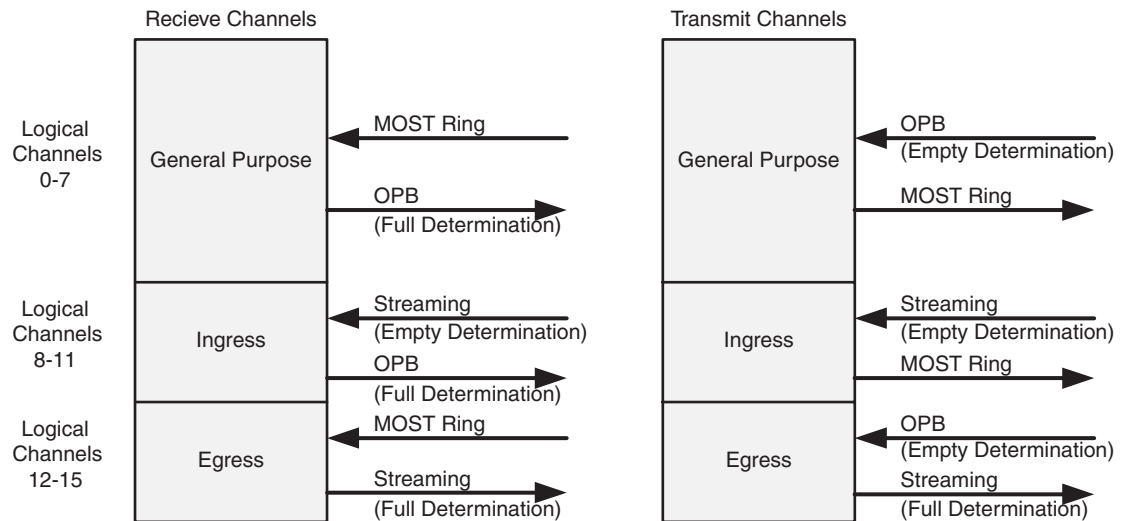 Recieve Channels
Transmit Channels
Logical
Channels
0-7
General Purpose
MOST Ring
OPB
(Full Determination)
General Purpose
OPB
(Empty Determination)
MOST Ring
Logical
Channels
8-11
Ingress
Streaming
(Empty Determination)
OPB
(Full Determination)
Ingress
Streaming
(Empty Determination)
MOST Ring
Logical
Channels
12-15
Egress
MOST Ring
Streaming
(Full Determination)
Egress
OPB
(Empty Determination)
Streaming
(Full Determination)